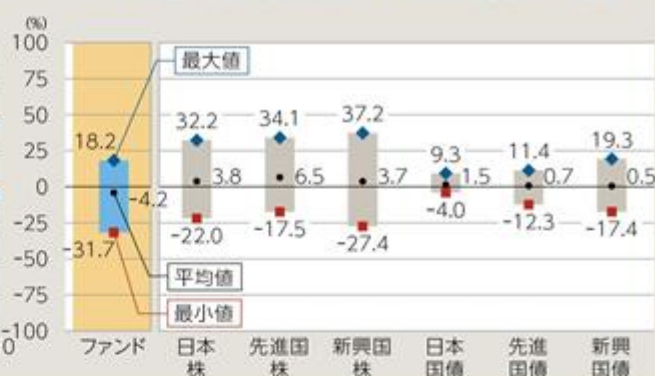 (%)
100
75
50
25
0
-25
-50
-75
-100
0
最大値
平均値
最小値
18.2
-4.2
-31.7
32.2
3.8
-22.0
34.1
6.5
-17.5
37.2
3.7
-27.4
9.3
1.5
-4.0
11.4
0.7
-12.3
19.3
0.5
-17.4
ファンド
日本
株
先進国
株
新興国
株
日本
国債
先進
国債
新興
国債